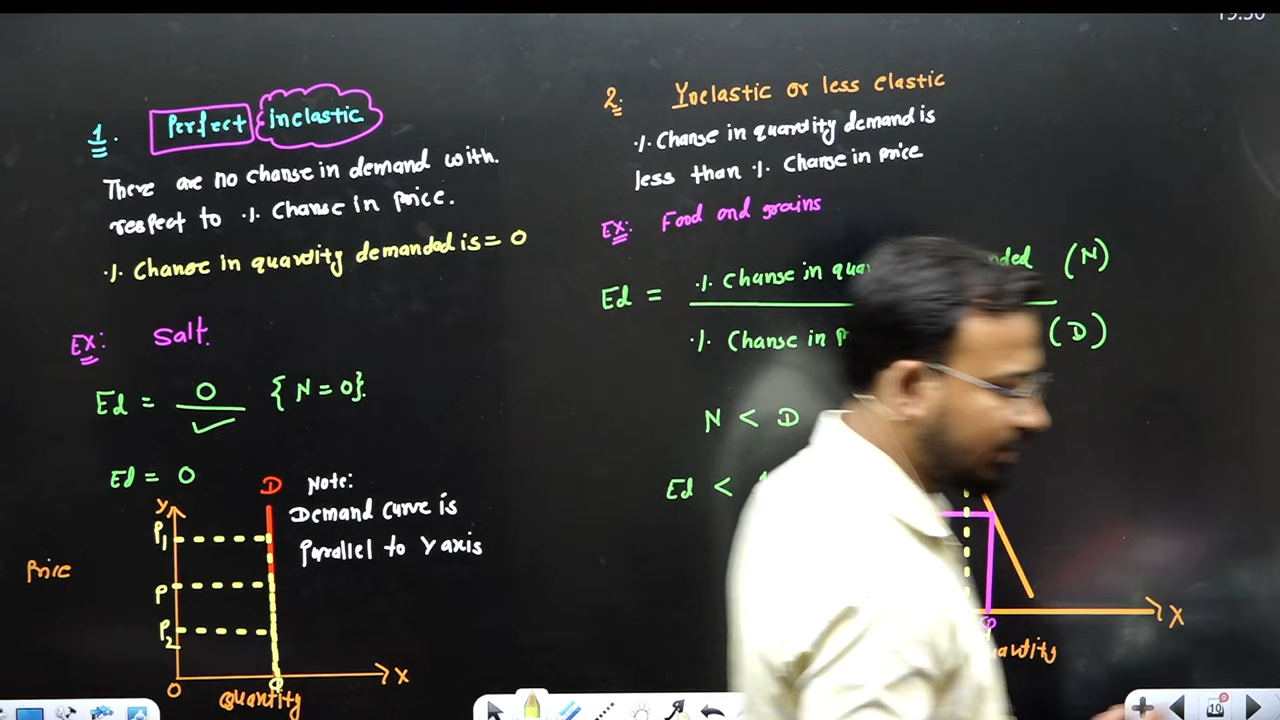 1. Perfect inelastic
There are no change in demand with.
respect to % Change in price.
% Change in quantity demanded is = 0
Ex: Salt.
Ed = 0 { N = 0}.
Ed = 0
Y
D
Note:
Demand curve is
Parallel to Y axis
P1
Price
P
P2
0
Q
X
Quantity
2. Inelastic or less elastic
% Change in quantity demand is
less than % Change in price
Ex: Food and grains
Ed = % Change in (N)
% Change in (D)
N < D
Ed <
X
10